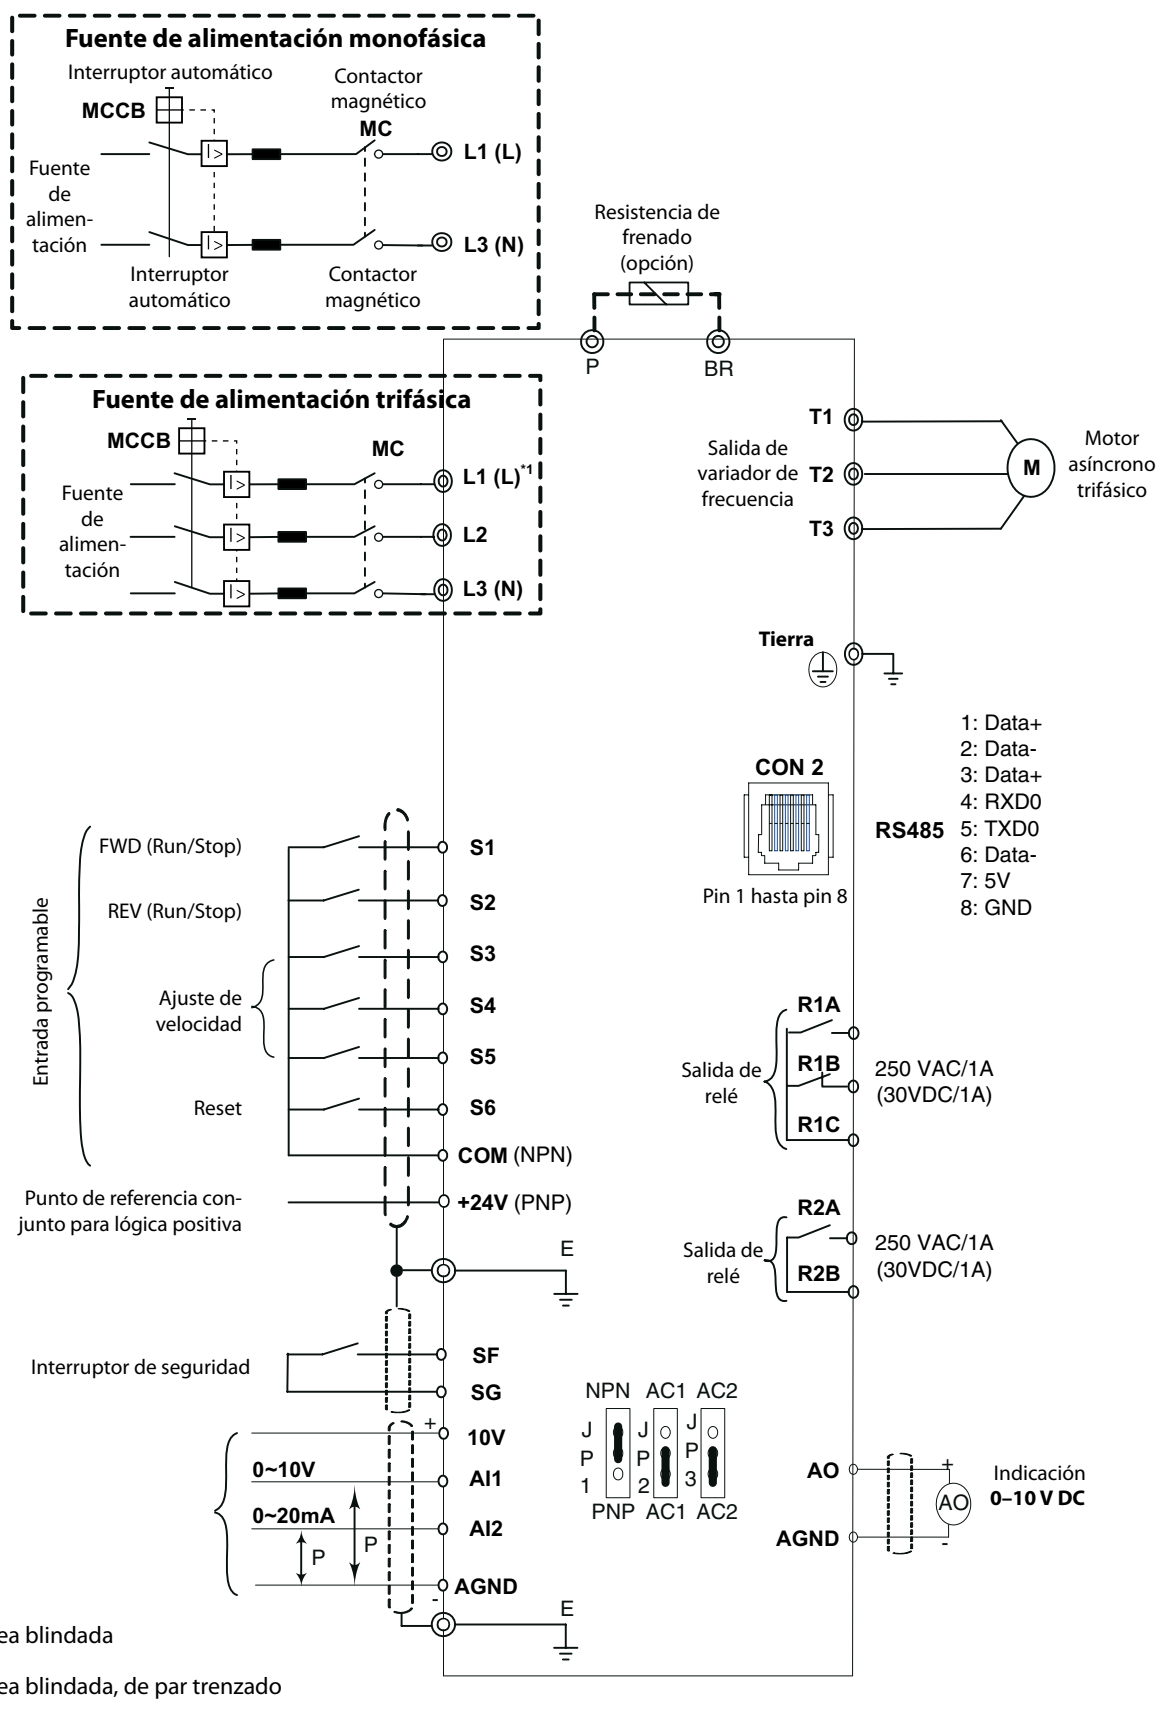 Fuente de alimentación monofásica
Interruptor automático
Contactor
magnético
MCCB
MC
I>
L1 (L)
Fuente
de
alimen-
tación
I>
L3 (N)
Interruptor
automático
Contactor
magnético
Resistencia de
frenado
(opción)
P
BR
Fuente de alimentación trifásica
MCCB
MC
I>
L1 (L)*1
Fuente
de
alimen-
tación
I>
L2
I>
L3 (N)
T1
Salida de
variador de
frecuencia
T2
T3
M
Motor
asíncrono
trifásico
Tierra
CON 2
Pin 1 hasta pin 8
RS485
1: Data+
2: Data-
3: Data+
4: RXD0
5: TXD0
6: Data-
7: 5V
8: GND
Entrada programable
FWD (Run/Stop)
S1
REV (Run/Stop)
S2
S3
Ajuste de
velocidad
S4
S5
Reset
S6
COM (NPN)
Punto de referencia con-
junto para lógica positiva
+24V (PNP)
E
R1A
Salida de
relé
R1B
R1C
250 VAC/1A
(30VDC/1A)
R2A
Salida de
relé
R2B
250 VAC/1A
(30VDC/1A)
Interruptor de seguridad
SF
SG
+
10V
0~10V
AI1
0~20mA
AI2
P
P
AGND
-
E
NPN AC1 AC2
J
P
1
J
P
2
J
P
3
PNP AC1 AC2
AO
AGND
+
AO
-
Indicación
0–10 V DC
ea blindada
ea blindada, de par trenzado